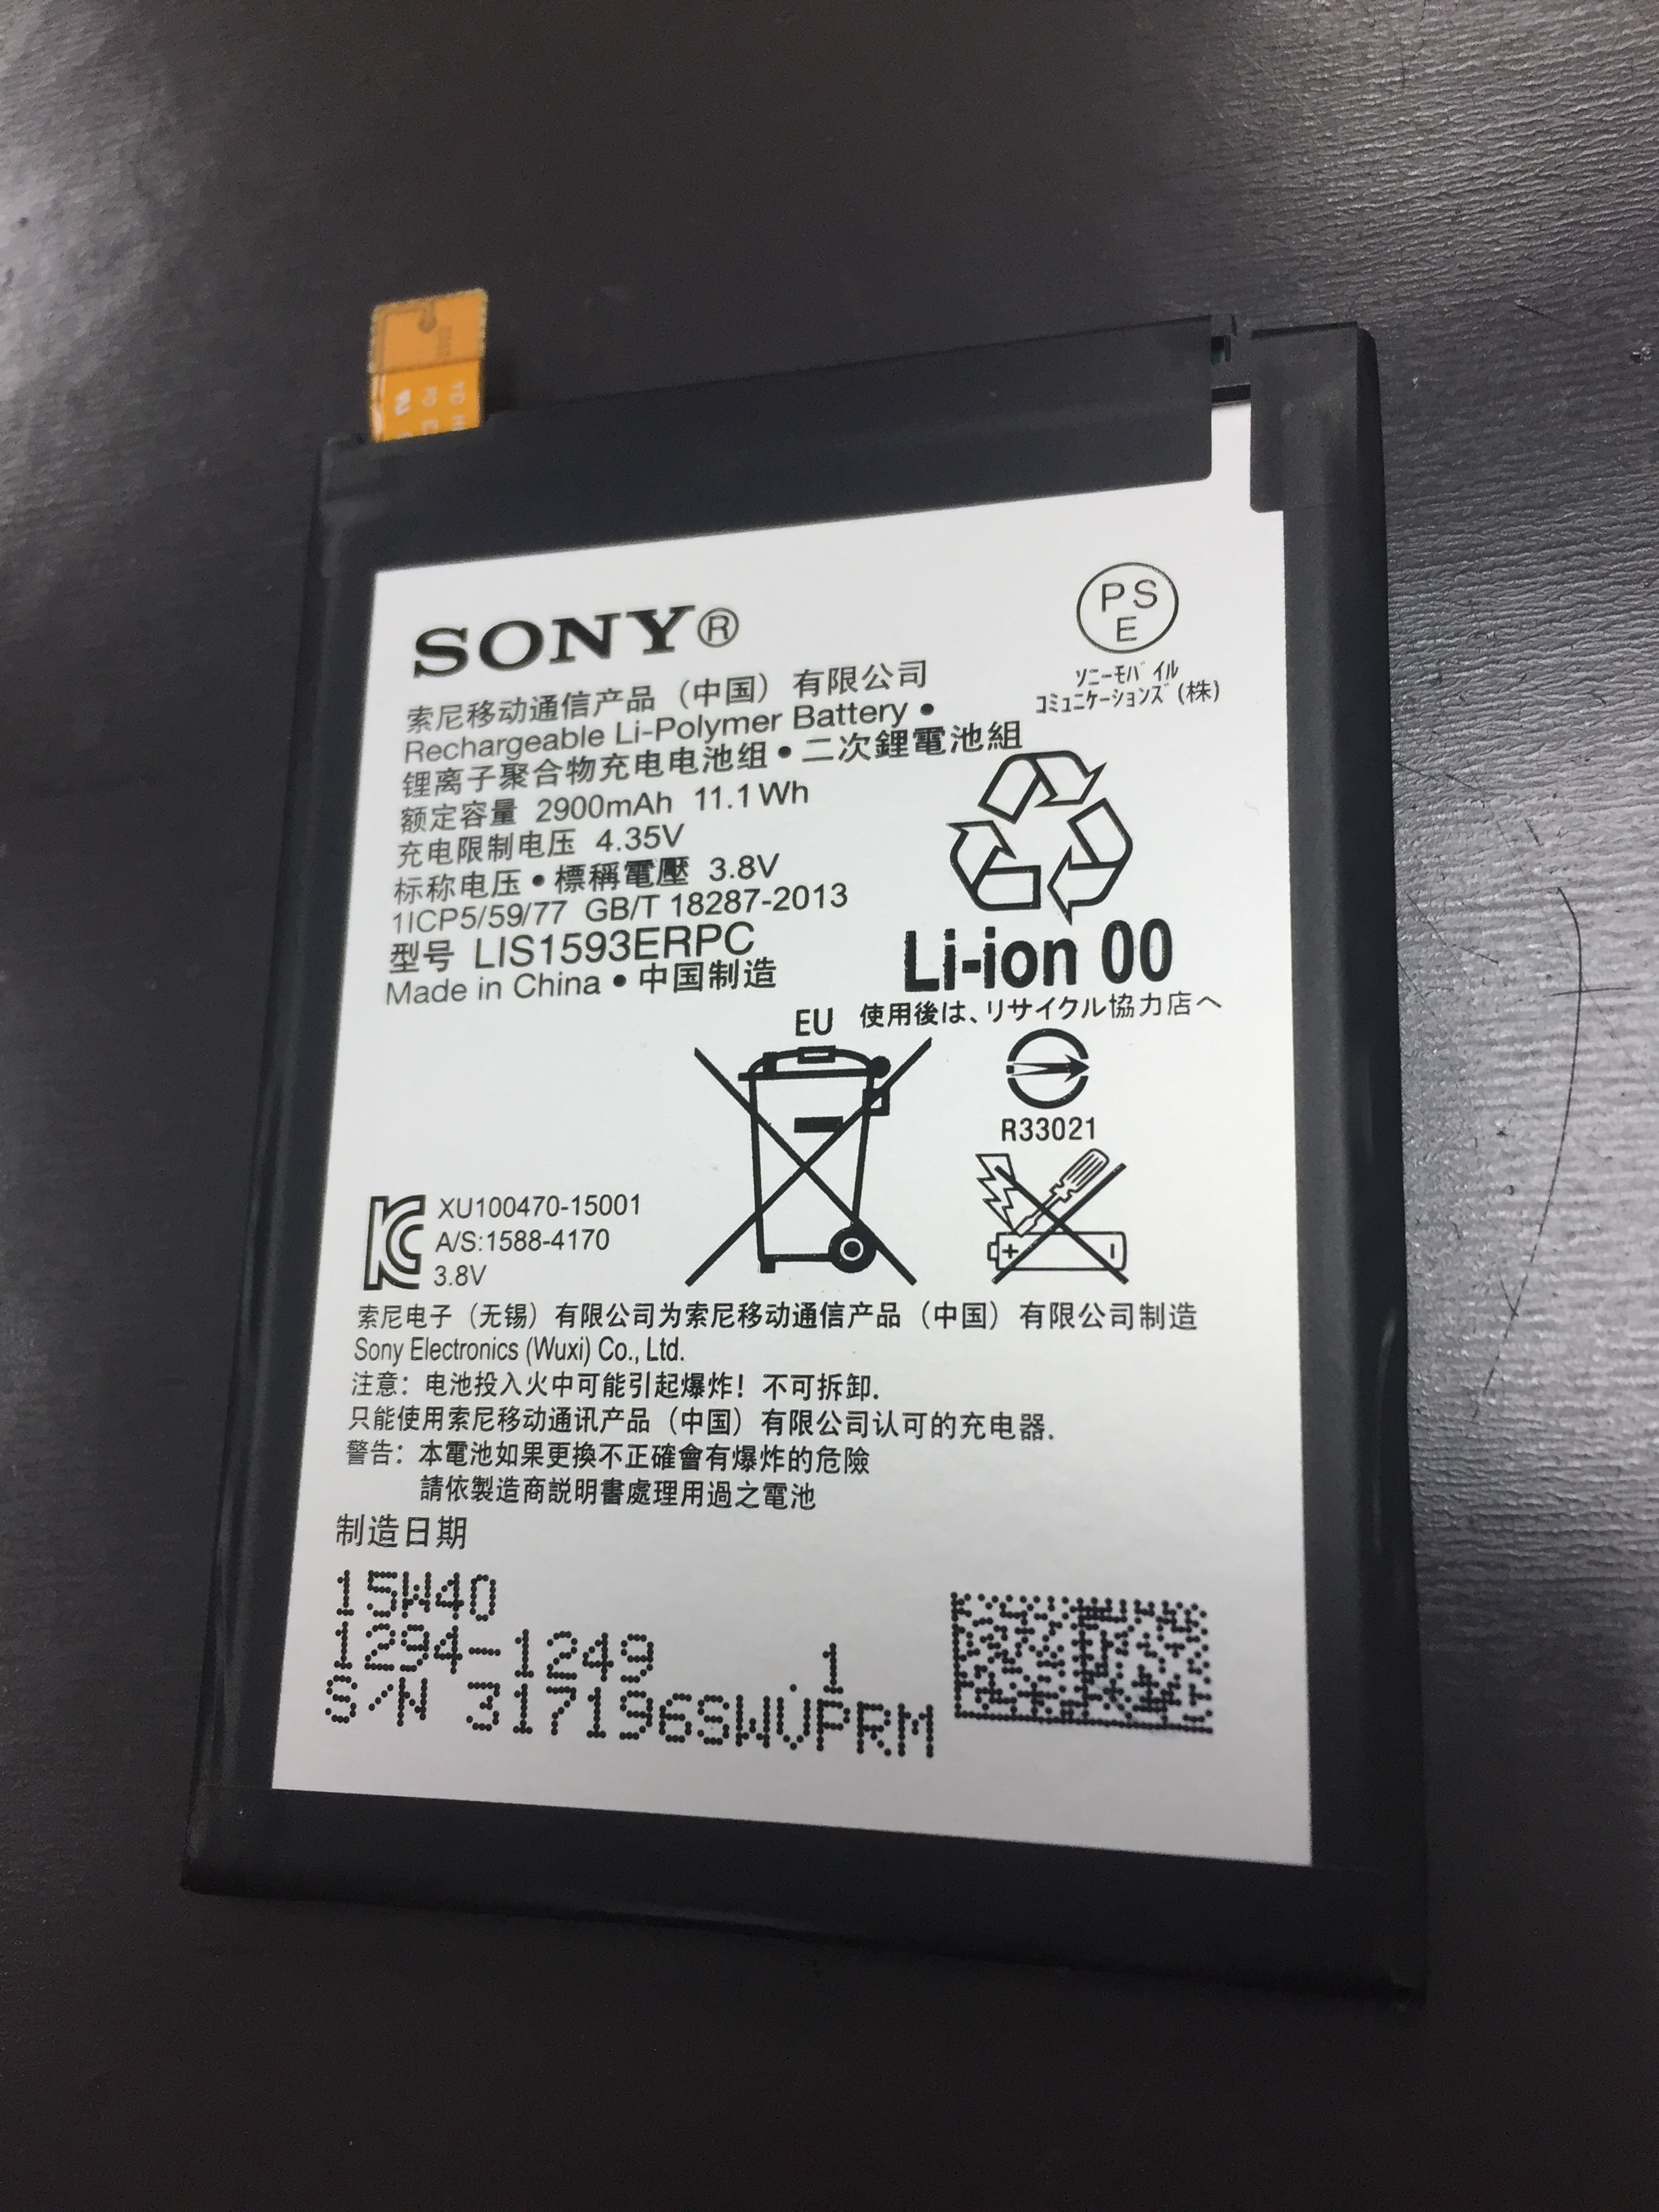 SONY®
PS
E
ソニーモバイル
コミュニケーションズ(株)
索尼移动通信产品（中国）有限公司
Rechargeable Li-Polymer Battery •
锂离子聚合物充电电池组 • 二次鋰電池組
额定容量 2900mAh 11.1Wh
充电限制电压 4.35V
标称电压 • 標稱電壓 3.8V
1ICP5/59/77 GB/T 18287-2013
型号 LIS1593ERPC
Made in China • 中国制造
Li-ion 00
使用後は、リサイクル協力店へ
EU
R33021
XU100470-15001
A/S:1588-4170
3.8V
索尼电子（无锡）有限公司为索尼移动通信产品（中国）有限公司制造
Sony Electronics (Wuxi) Co., Ltd.
注意：电池投入火中可能引起爆炸！不可拆卸.
只能使用索尼移动通讯产品（中国）有限公司认可的充电器.
警告：本電池如果更換不正確會有爆炸的危險
請依製造商説明書處理用過之電池
制造日期
15W40
1294-1249 1
S/N 317196SWUPRM